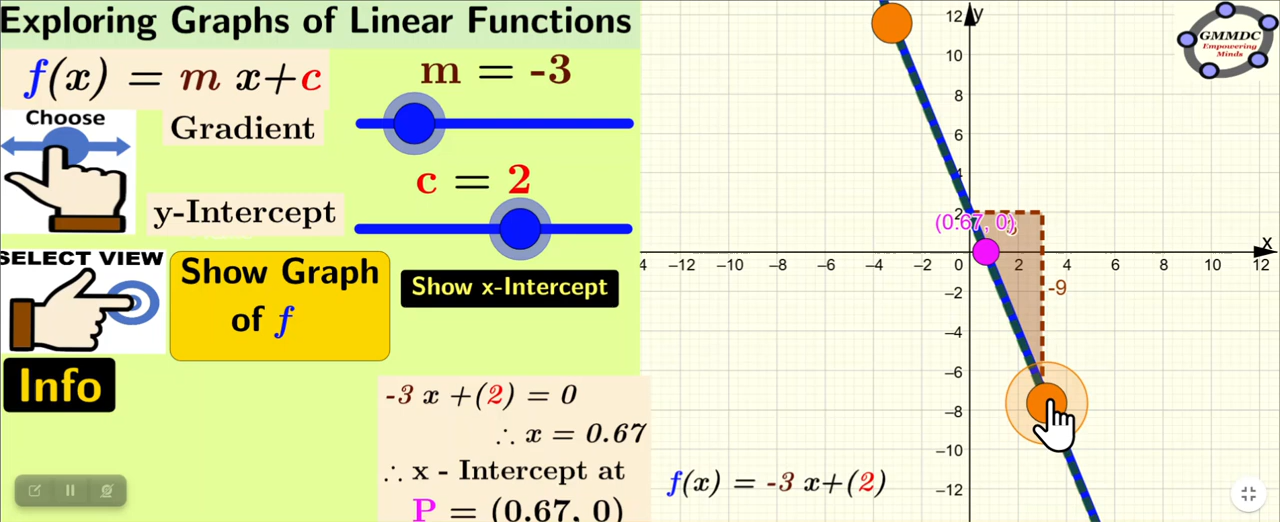 Exploring Graphs of Linear Functions
f(x) = m x+c
m = -3
Choose
Gradient
c = 2
y-Intercept
SELECT VIEW
Show Graph
of f
Show x-Intercept
Info
-3 x +(2) = 0
∴ x = 0.67
∴ x - Intercept at
P = (0.67, 0)
y
12
10
8
6
4
2
(0.67, 0)
3
x
4 −12 −10 −8 −6 −4 −2 0 2 4 6 8 10 12
−2
-9
−4
−6
−8
−10
−12
f(x) = -3 x+(2)
GMMDC
Empowering
Minds